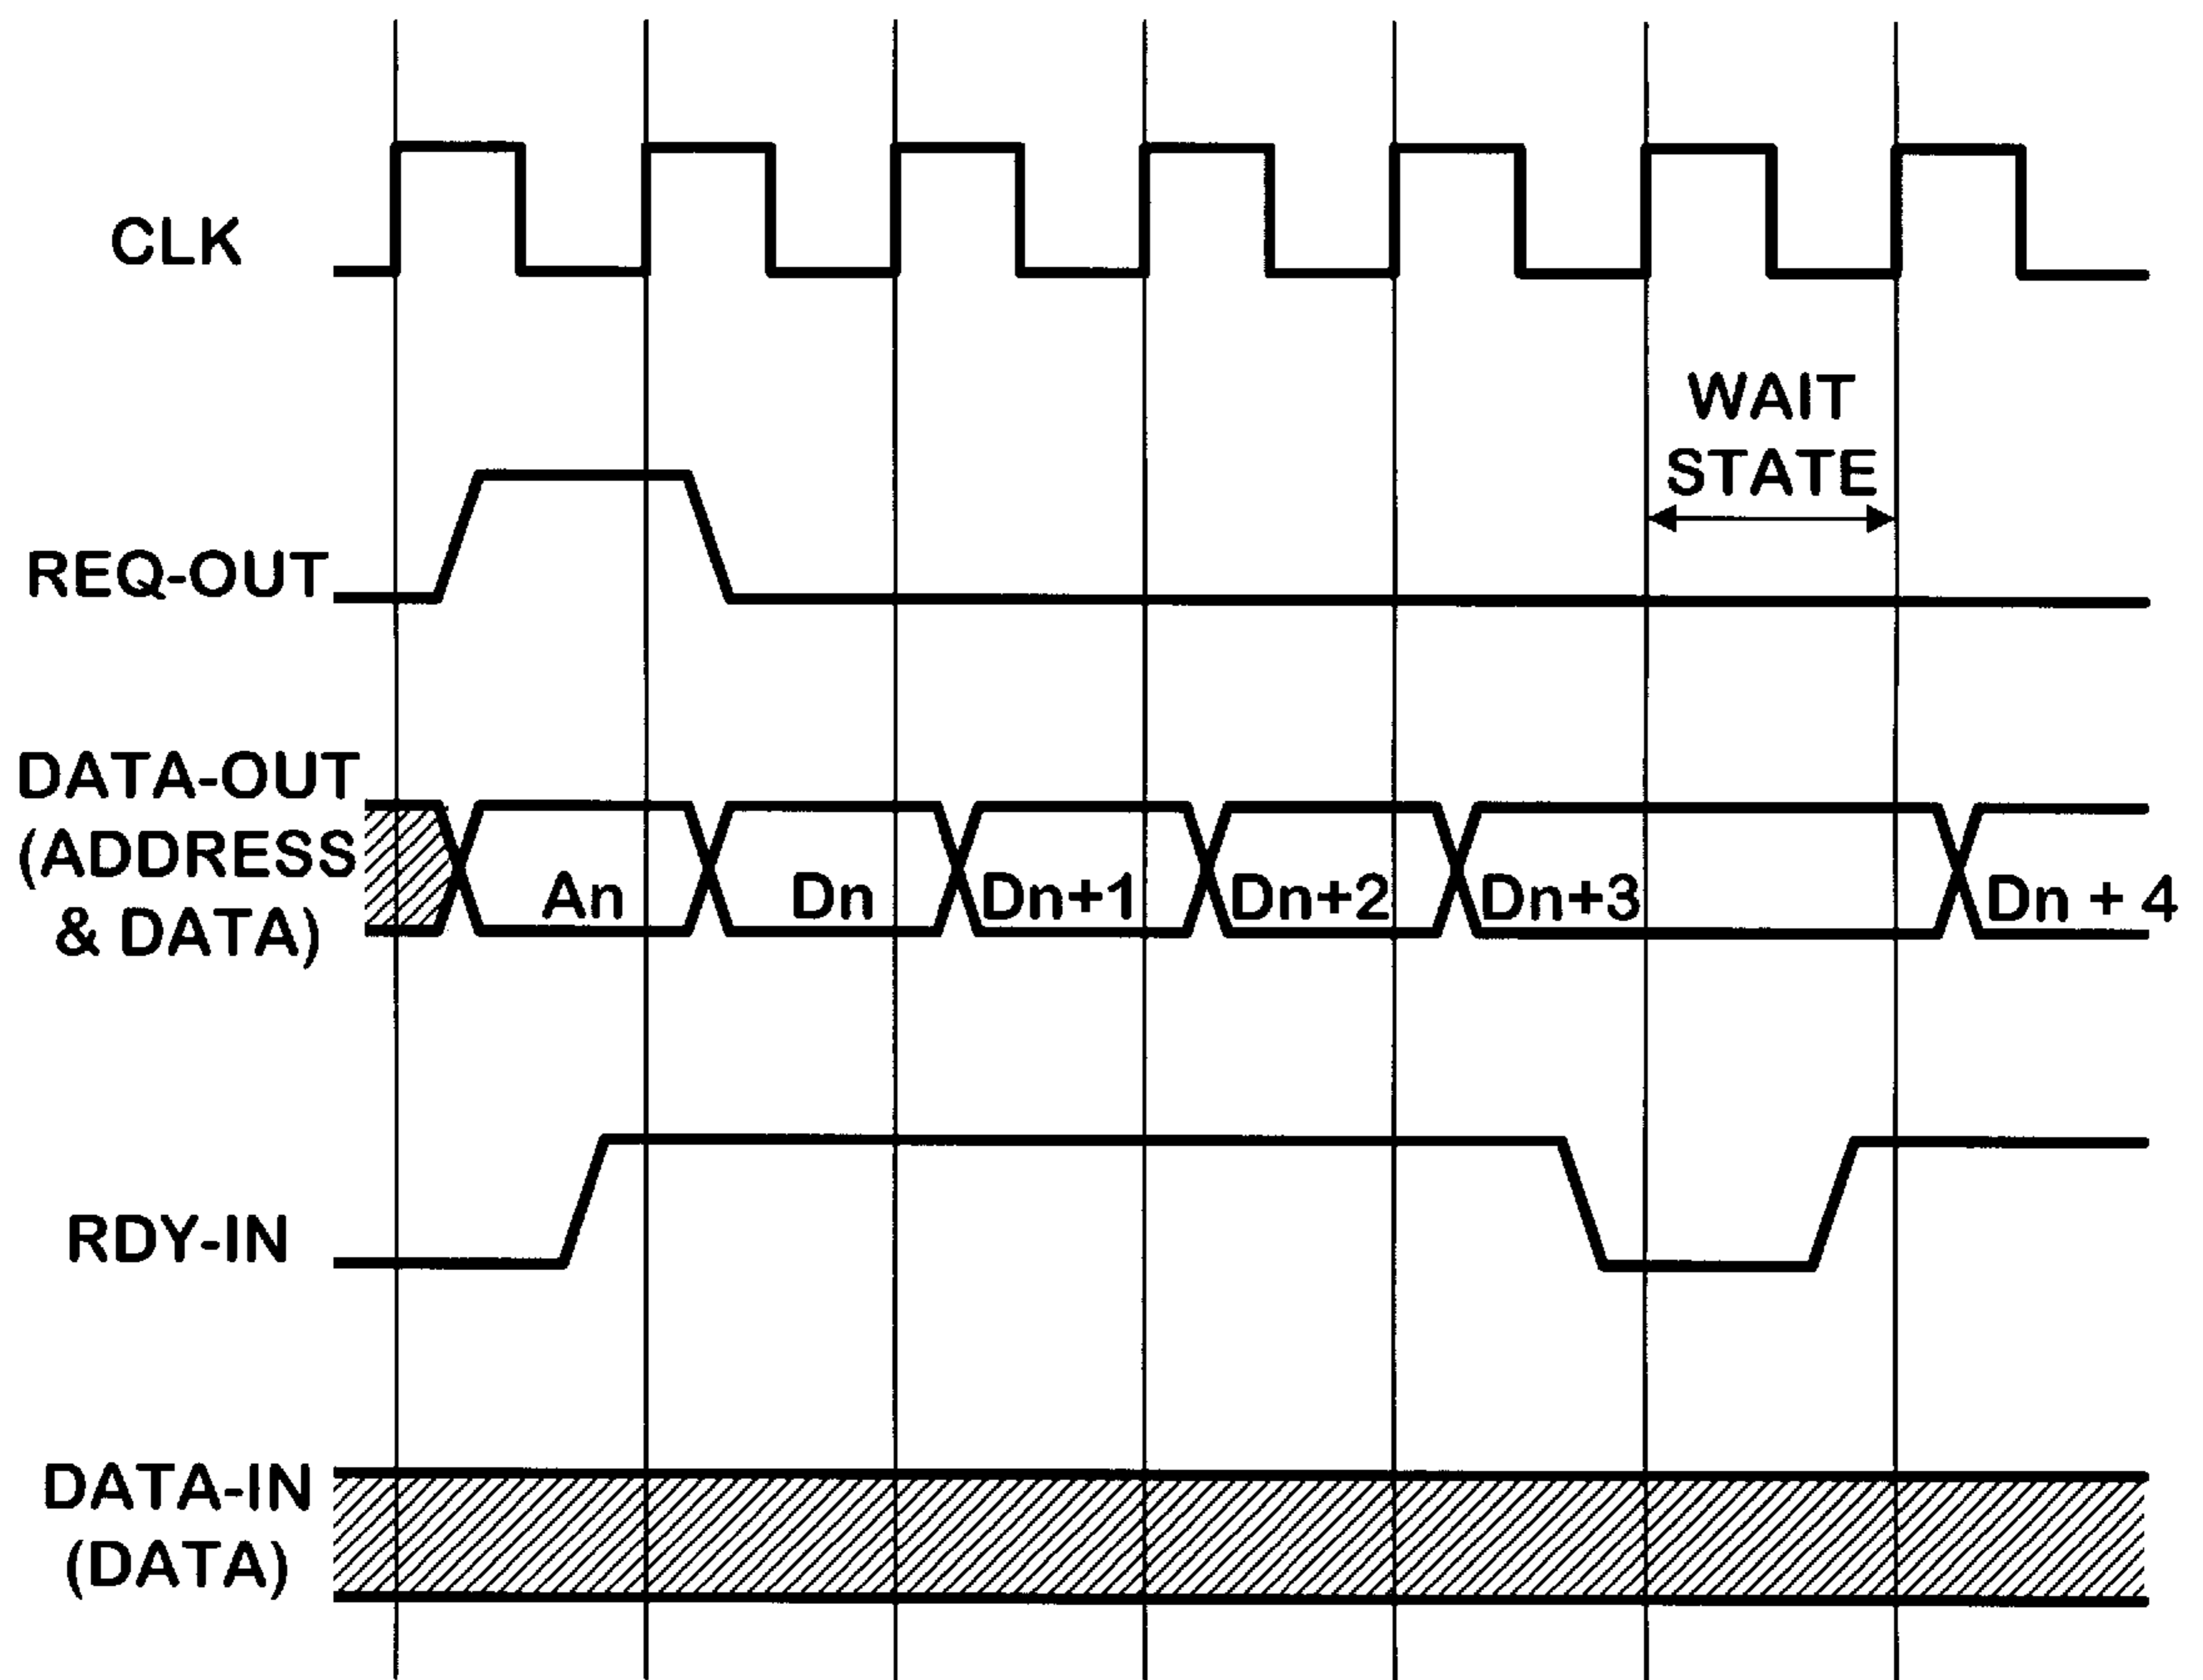 CLK
WAIT
STATE
REQ-OUT
DATA-OUT
(ADDRESS
& DATA)
An
Dn
Dn+1
Dn+2
Dn+3
Dn + 4
RDY-IN
DATA-IN
(DATA)